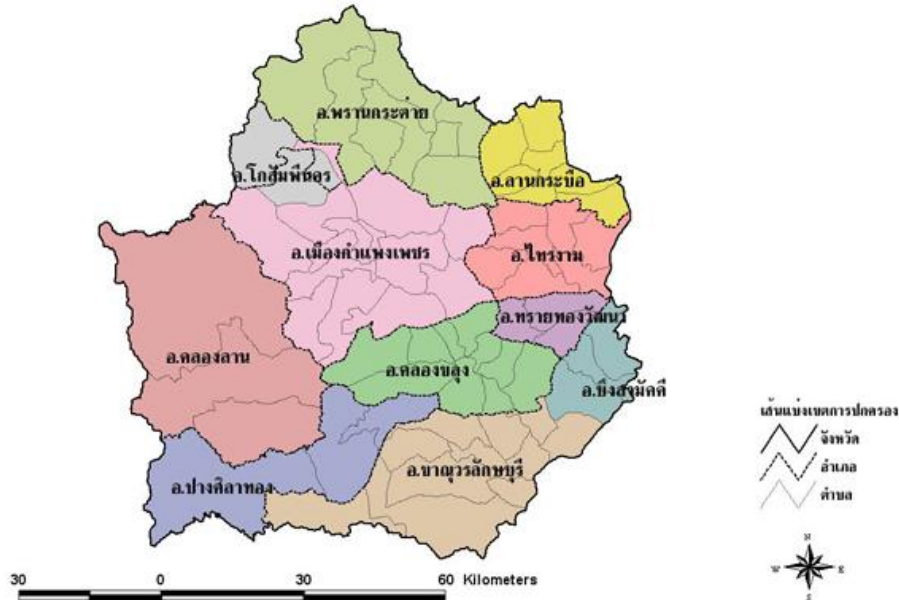 อ.พรานกระต่าย
อ.ลานกระบือ
อ.โกสัมพีนคร
อ.เมืองกำแพงเพชร
อ.ไทรงาม
อ.ทรายทองวัฒนา
อ.คลองลาน
อ.คลองขลุง
อ.บึงสามัคคี
อ.ขาณุวรลักษบุรี
อ.ปางศิลาทอง
เส้นแบ่งเขตการปกครอง
จังหวัด
อำเภอ
ตำบล
N
W E
S
30 0 30 60 Kilometers